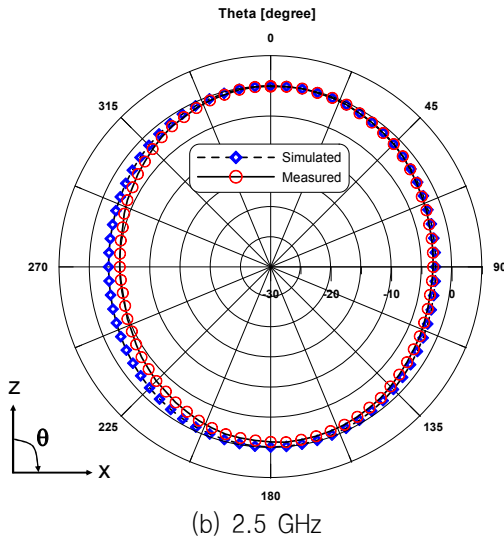 Theta [degree]
0
315
45
Simulated
Measured
270
90
-30
-20
-10
0
Z
θ
X
225
135
180
(b) 2.5 GHz